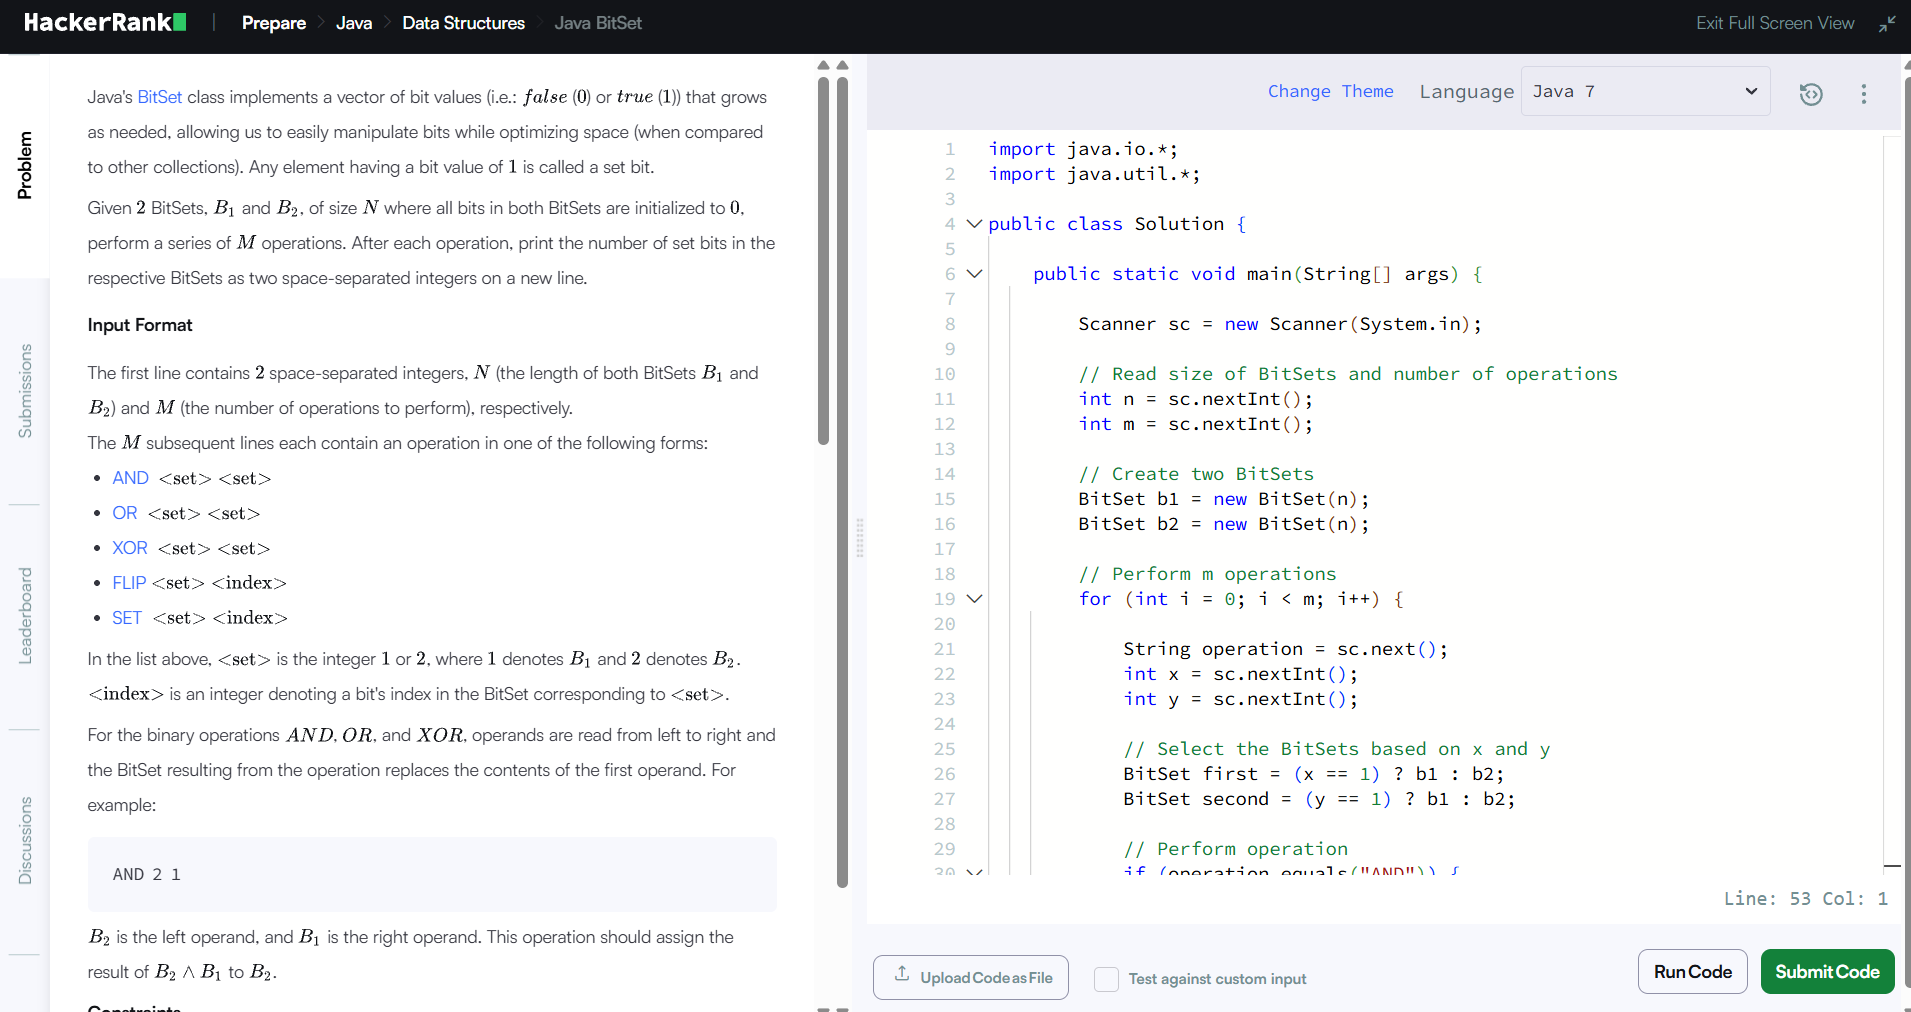 HackerRank
Prepare
Java
Data Structures
Java BitSet
Exit Full Screen View
Problem
Submissions
Leaderboard
Discussions
Java's BitSet class implements a vector of bit values (i.e.: false (0) or true (1)) that grows
as needed, allowing us to easily manipulate bits while optimizing space (when compared
to other collections). Any element having a bit value of 1 is called a set bit.
Given 2 BitSets, B₁ and B₂, of size N where all bits in both BitSets are initialized to 0,
perform a series of M operations. After each operation, print the number of set bits in the
respective BitSets as two space-separated integers on a new line.
Input Format
The first line contains 2 space-separated integers, N (the length of both BitSets B₁ and
B₂) and M (the number of operations to perform), respectively.
The M subsequent lines each contain an operation in one of the following forms:
• AND <set> <set>
• OR <set> <set>
• XOR <set> <set>
• FLIP <set> <index>
• SET <set> <index>
In the list above, <set> is the integer 1 or 2, where 1 denotes B₁ and 2 denotes B₂.
<index> is an integer denoting a bit's index in the BitSet corresponding to <set>.
For the binary operations AND, OR, and XOR, operands are read from left to right and
the BitSet resulting from the operation replaces the contents of the first operand. For
example:
AND 2 1
B₂ is the left operand, and B₁ is the right operand. This operation should assign the
result of B₂ ∧ B₁ to B₂.
Constraints
Change Theme
Language
Java 7
1 import java.io.*;
2 import java.util.*;
3
4 public class Solution {
5
6 public static void main(String[] args) {
7
8 Scanner sc = new Scanner(System.in);
9
10 // Read size of BitSets and number of operations
11 int n = sc.nextInt();
12 int m = sc.nextInt();
13
14 // Create two BitSets
15 BitSet b1 = new BitSet(n);
16 BitSet b2 = new BitSet(n);
17
18 // Perform m operations
19 for (int i = 0; i < m; i++) {
20
21 String operation = sc.next();
22 int x = sc.nextInt();
23 int y = sc.nextInt();
24
25 // Select the BitSets based on x and y
26 BitSet first = (x == 1) ? b1 : b2;
27 BitSet second = (y == 1) ? b1 : b2;
28
29 // Perform operation
30 if (operation.equals("AND")) {
Line: 53 Col: 1
Upload Code as File
Test against custom input
Run Code
Submit Code